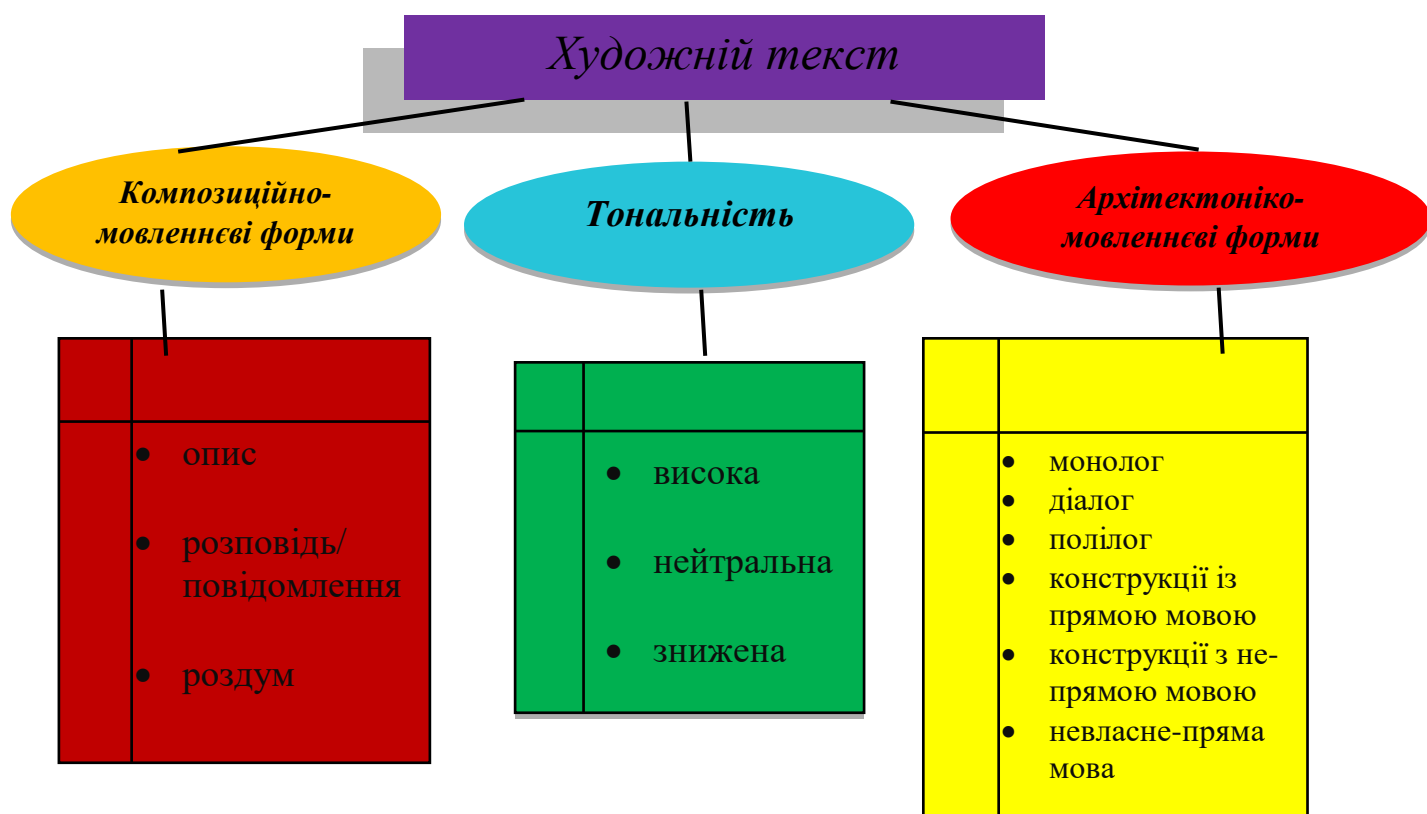 Художній текст
Композиційно-
мовленнєві форми
Тональність
Архітектоніко-
мовленнєві форми
• опис
• розповідь/
повідомлення
• роздум
• висока
• нейтральна
• знижена
• монолог
• діалог
• полілог
• конструкції із
прямою мовою
• конструкції з не-
прямою мовою
• невласне-пряма
мова